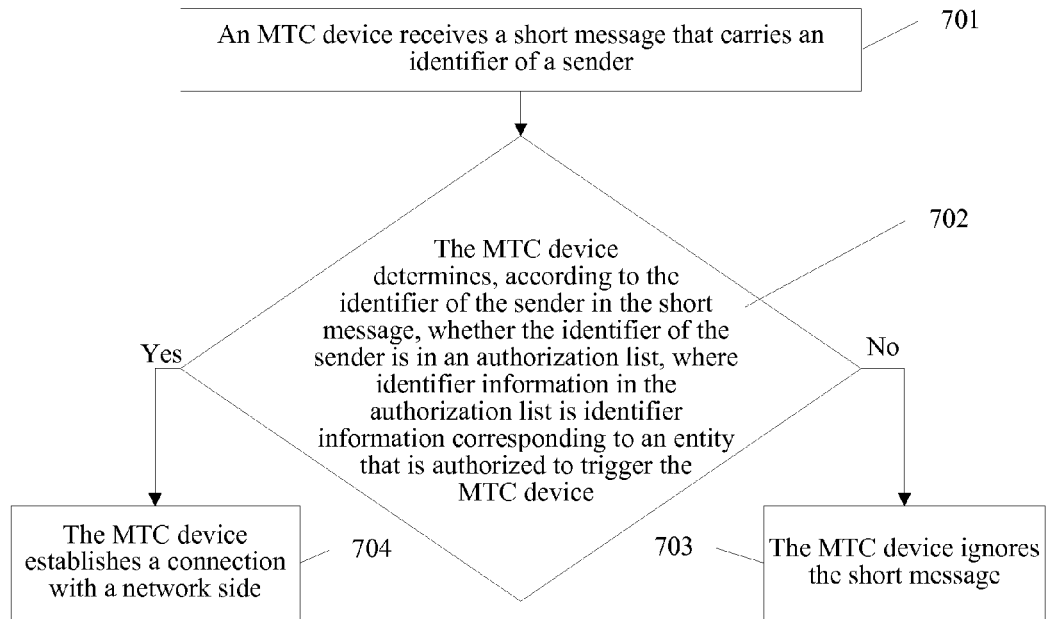 An MTC device receives a short message that carries an
identifier of a sender
701
702
The MTC device
determines, according to the
identifier of the sender in the short
message, whether the identifier of the
sender is in an authorization list, where
identifier information in the
authorization list is identifier
information corresponding to an entity
that is authorized to trigger the
MTC device
Yes
No
The MTC device
establishes a connection
with a network side
704
703
The MTC device ignores
the short message